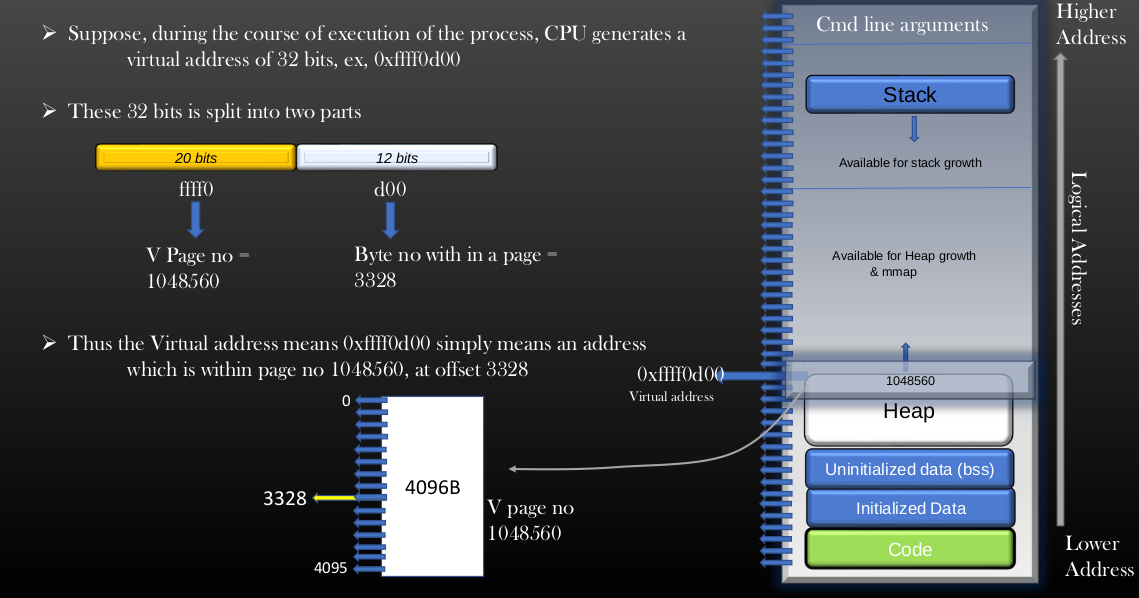 Suppose, during the course of execution of the process, CPU generates a
virtual address of 32 bits, ex, 0xffff0d00
These 32 bits is split into two parts
20 bits
12 bits
ffff0
d00
V Page no =
1048560
Byte no with in a page =
3328
Thus the Virtual address means 0xffff0d00 simply means an address
which is within page no 1048560, at offset 3328
0
3328
4095
4096B
V page no
1048560
0xffff0d00
Virtual address
Cmd line arguments
Stack
Available for stack growth
Available for Heap growth
& mmap
1048560
Heap
Uninitialized data (bss)
Initialized Data
Code
Higher
Address
Logical Addresses
Lower
Address